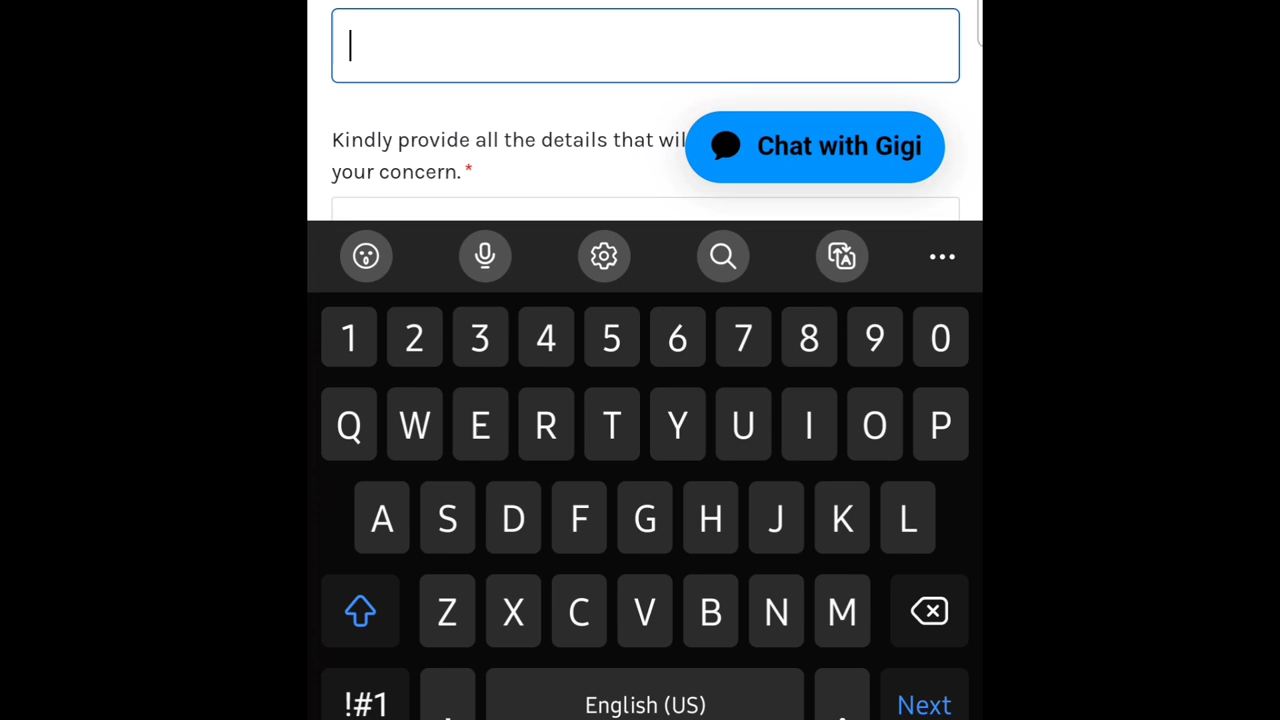 Kindly provide all the details that wil
your concern. *
Chat with Gigi
1 2 3 4 5 6 7 8 9 0
Q W E R T Y U I O P
A S D F G H J K L
Z X C V B N M
!#1 English (US) Next